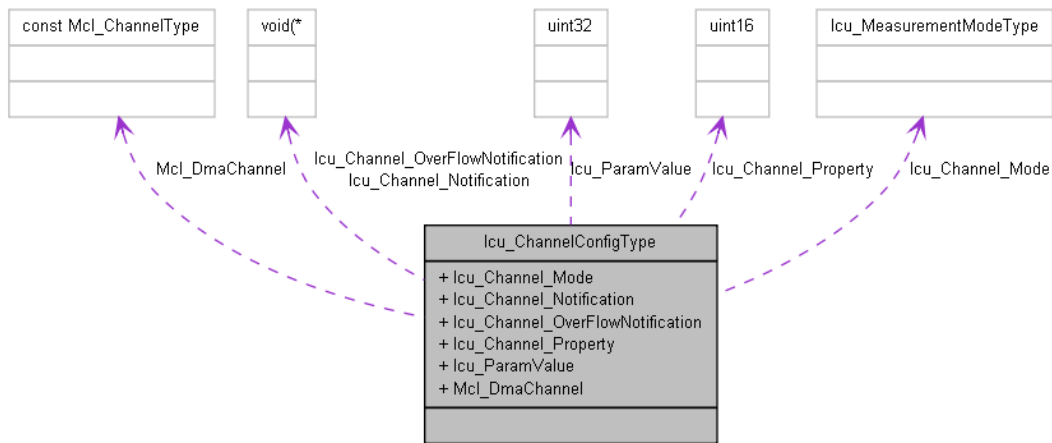 const Mcl_ChannelType
void(*
uint32
uint16
Icu_MeasurementModeType
Mcl_DmaChannel
Icu_Channel_OverFlowNotification
Icu_Channel_Notification
Icu_ParamValue
Icu_Channel_Property
Icu_Channel_Mode
Icu_ChannelConfigType
+ Icu_Channel_Mode
+ Icu_Channel_Notification
+ Icu_Channel_OverFlowNotification
+ Icu_Channel_Property
+ Icu_ParamValue
+ Mcl_DmaChannel